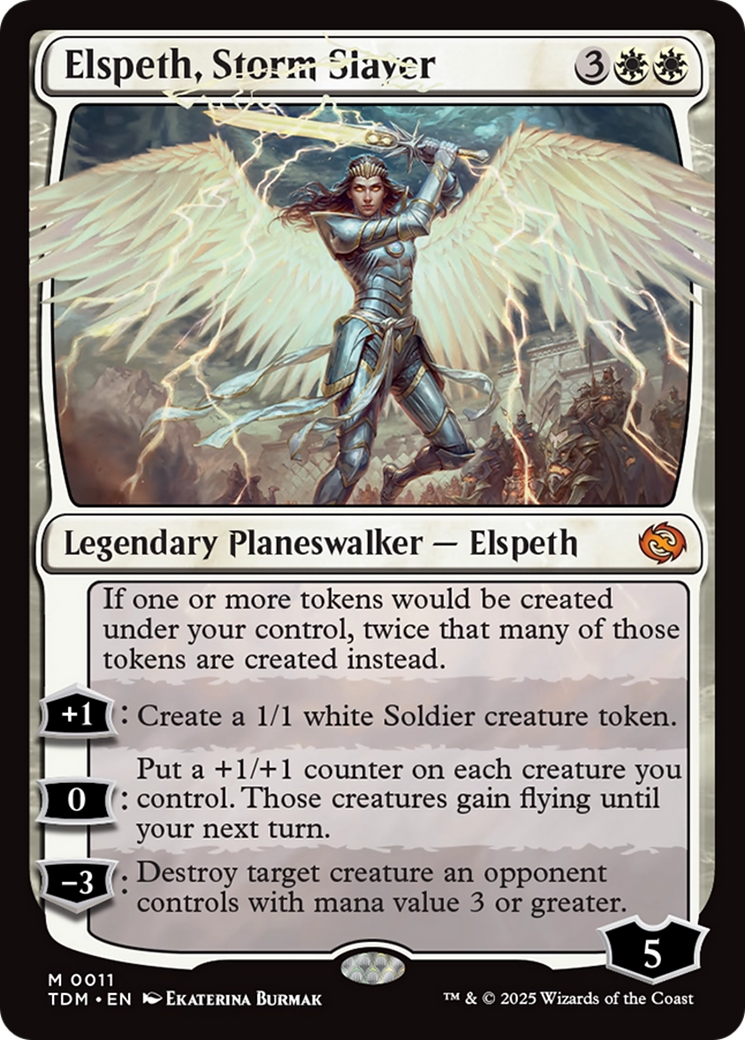 Elspeth, Storm Slayer 3
Legendary Planeswalker — Elspeth
If one or more tokens would be created
under your control, twice that many of those
tokens are created instead.
+1 : Create a 1/1 white Soldier creature token.
Put a +1/+1 counter on each creature you
0 : control. Those creatures gain flying until
your next turn.
−3 : Destroy target creature an opponent
controls with mana value 3 or greater.
5
M 0011
TDM • EN Ekaterina Burmak ™ & © 2025 Wizards of the Coast